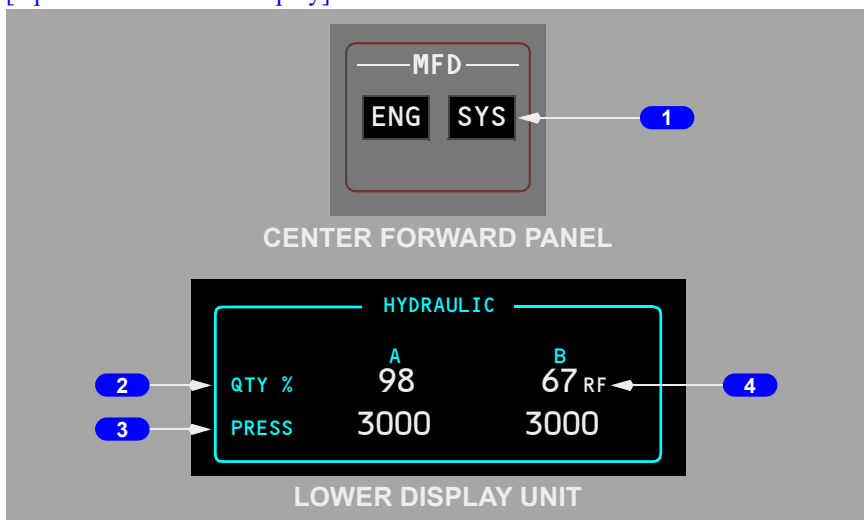 MFD
ENG SYS 1
CENTER FORWARD PANEL
HYDRAULIC
A B
2 QTY % 98 67 RF 4
3 PRESS 3000 3000
LOWER DISPLAY UNIT